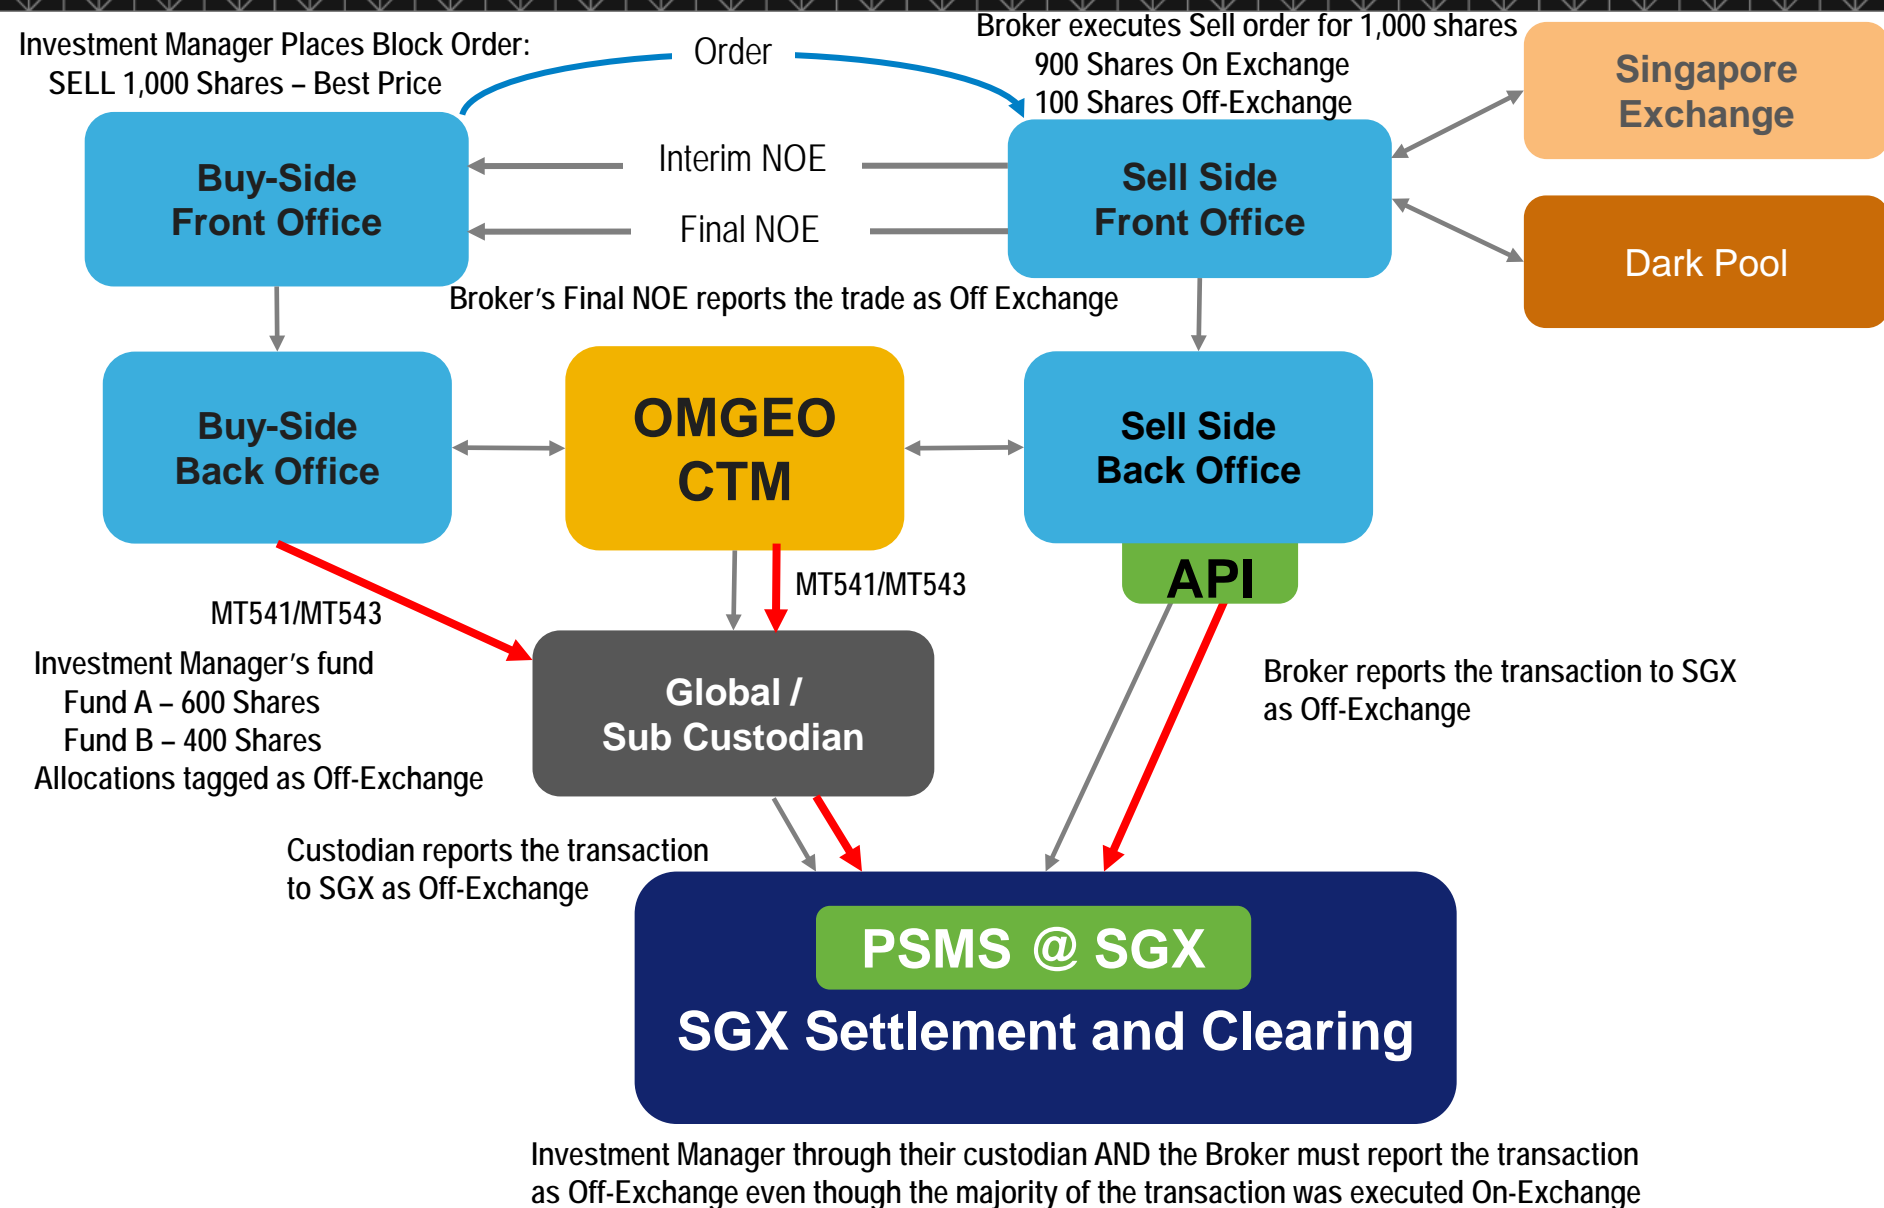 Investment Manager Places Block Order:
SELL 1,000 Shares – Best Price
Order
Broker executes Sell order for 1,000 shares
900 Shares On Exchange
100 Shares Off-Exchange
Singapore
Exchange
Interim NOE
Buy-Side
Front Office
Sell Side
Front Office
Final NOE
Dark Pool
Broker’s Final NOE reports the trade as Off Exchange
Buy-Side
Back Office
OMGEO
CTM
Sell Side
Back Office
API
MT541/MT543
MT541/MT543
Investment Manager’s fund
Fund A – 600 Shares
Fund B – 400 Shares
Allocations tagged as Off-Exchange
Global /
Sub Custodian
Broker reports the transaction to SGX
as Off-Exchange
Custodian reports the transaction
to SGX as Off-Exchange
PSMS @ SGX
SGX Settlement and Clearing
Investment Manager through their custodian AND the Broker must report the transaction
as Off-Exchange even though the majority of the transaction was executed On-Exchange